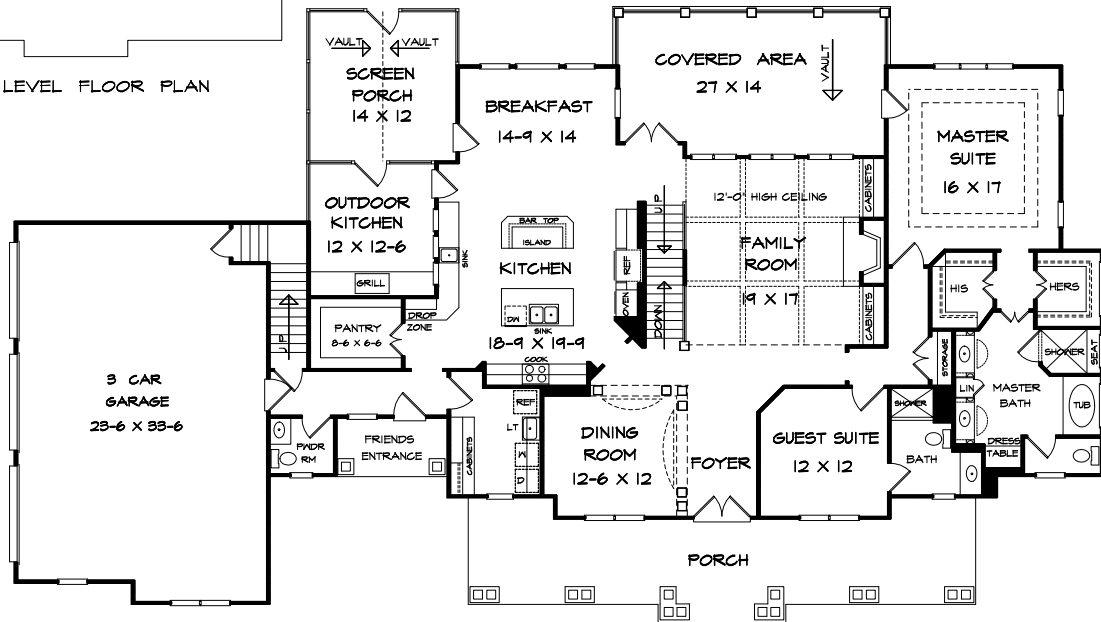 LEVEL FLOOR PLAN
VAULT VAULT
SCREEN
PORCH
14 X 12
BREAKFAST
14-9 X 14
COVERED AREA
27 X 14
VAULT
MASTER
SUITE
16 X 17
OUTDOOR
KITCHEN
12 X 12-6
GRILL
SINK
BAR TOP
ISLAND
KITCHEN
DW
SINK
18-9 X 19-9
COOK
REF
OVEN
UP
DOWN
12'-0" HIGH CEILING
FAMILY
ROOM
19 X 17
CABINETS
CABINETS
HIS
HERS
PANTRY
8-6 X 6-6
DROP
ZONE
UP
3 CAR
GARAGE
23-6 X 33-6
STORAGE
SHOWER
SEAT
LIN
MASTER
BATH
TUB
DRESS
TABLE
PWDR
RM
FRIENDS
ENTRANCE
CABINETS
REF
LT
W
D
DINING
ROOM
12-6 X 12
FOYER
GUEST SUITE
12 X 12
SHOWER
BATH
PORCH